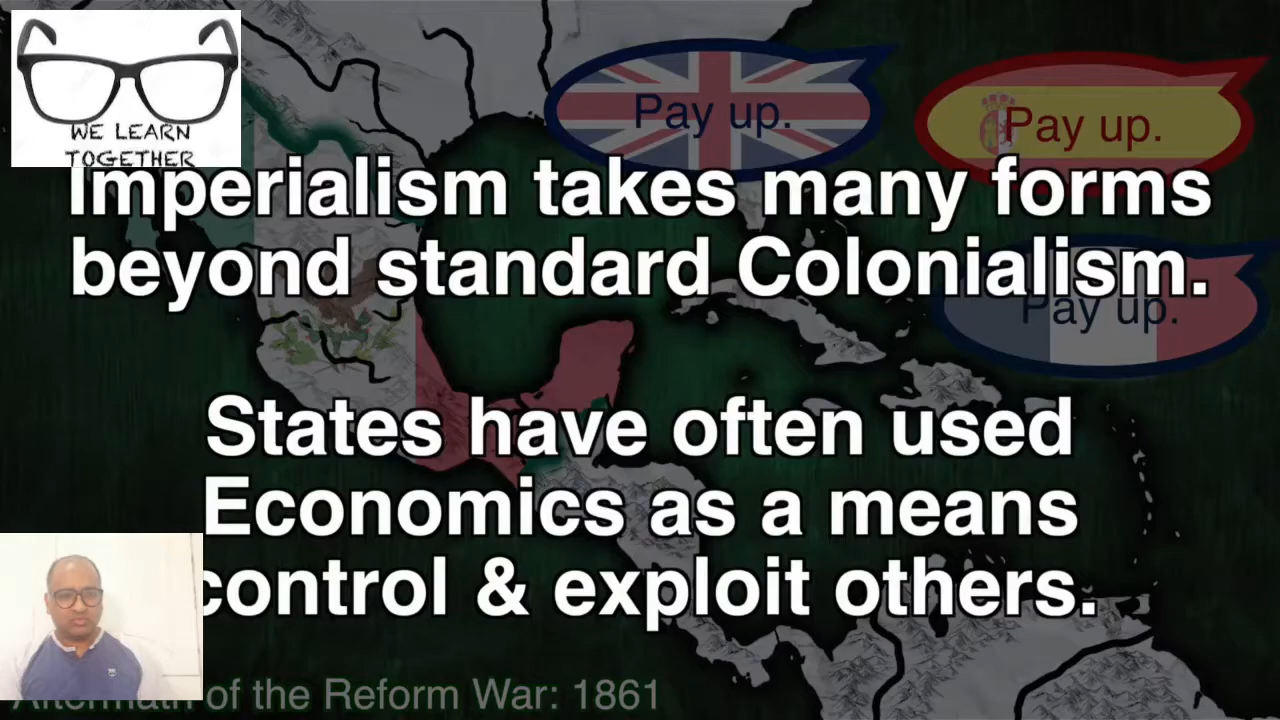 WE LEARN
TOGETHER
Pay up.
Pay up.
Imperialism takes many forms
beyond standard Colonialism.
Pay up.
States have often used
Economics as a means
control & exploit others.
Aftermath of the Reform War: 1861